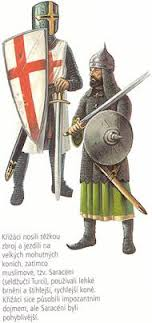 Křižáci nosili těžkou
zbroj a jezdili na
velkých mohutných
koních, zatímco
muslimové, tzv. Saracéni
(seldžučtí Turci), používali lehké
brnění a štíhlejší, rychlejší koně.
Křižáci sice působili impozantním
dojmem, ale Saracéni byli
pohyblivější.